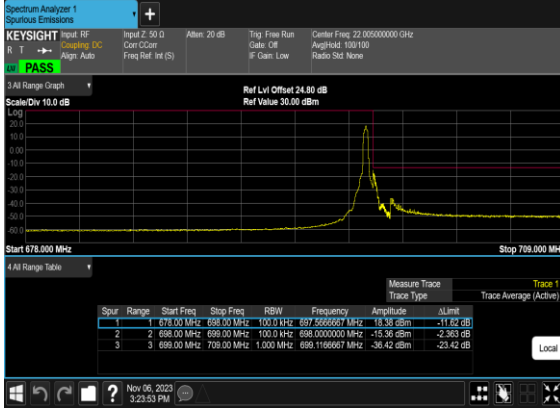 Spectrum Analyzer 1
Spurious Emissions
+
KEYSIGHT Input: RF Input Z: 50 Ω Atten: 20 dB Trig: Free Run Center Freq: 22.005000000 GHz
R T Coupling: DC Corr CCorr Gate: Off Avg|Hold: 100/100
Align: Auto Freq Ref: Int (S) IF Gain: Low Radio Std: None
LXI PASS
3.All Range Graph
Ref Lvl Offset 24.80 dB
Scale/Div 10.0 dB Ref Value 30.00 dBm
Log
20.0
10.0
0.00
-10.0
-20.0
-30.0
-40.0
-50.0
-60.0
Start 678.000 MHz Stop 709.000 MH
4.All Range Table
Measure Trace Trace 1
Trace Type Trace Average (Active)
Spur Range Start Freq Stop Freq RBW Frequency Amplitude ΔLimit
1 1 678.00 MHz 698.00 MHz 100.0 kHz 697.5666667 MHz 18.38 dBm -11.62 dB
2 2 698.00 MHz 699.00 MHz 100.0 kHz 698.0000000 MHz -15.36 dBm -2.363 dB
3 3 699.00 MHz 709.00 MHz 1.000 MHz 699.1166667 MHz -36.42 dBm -23.42 dB
Local
?
Nov 06, 2023
3:23:53 PM